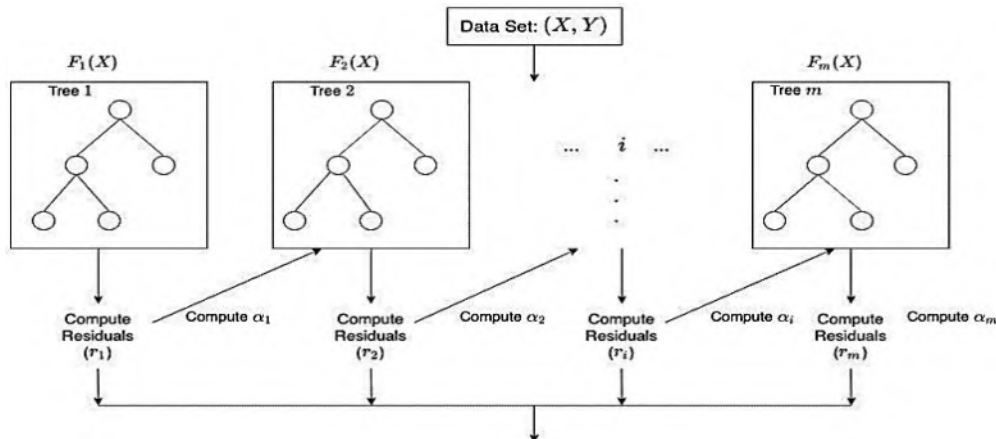 Data Set: (X, Y)
F₁(X)
F₂(X)
Fₘ(X)
Tree 1
Tree 2
Tree m
... i ...
Compute
Residuals
(r₁)
Compute α₁
Compute
Residuals
(r₂)
Compute α₂
Compute
Residuals
(rᵢ)
Compute αᵢ
Compute
Residuals
(rₘ)
Compute αₘ